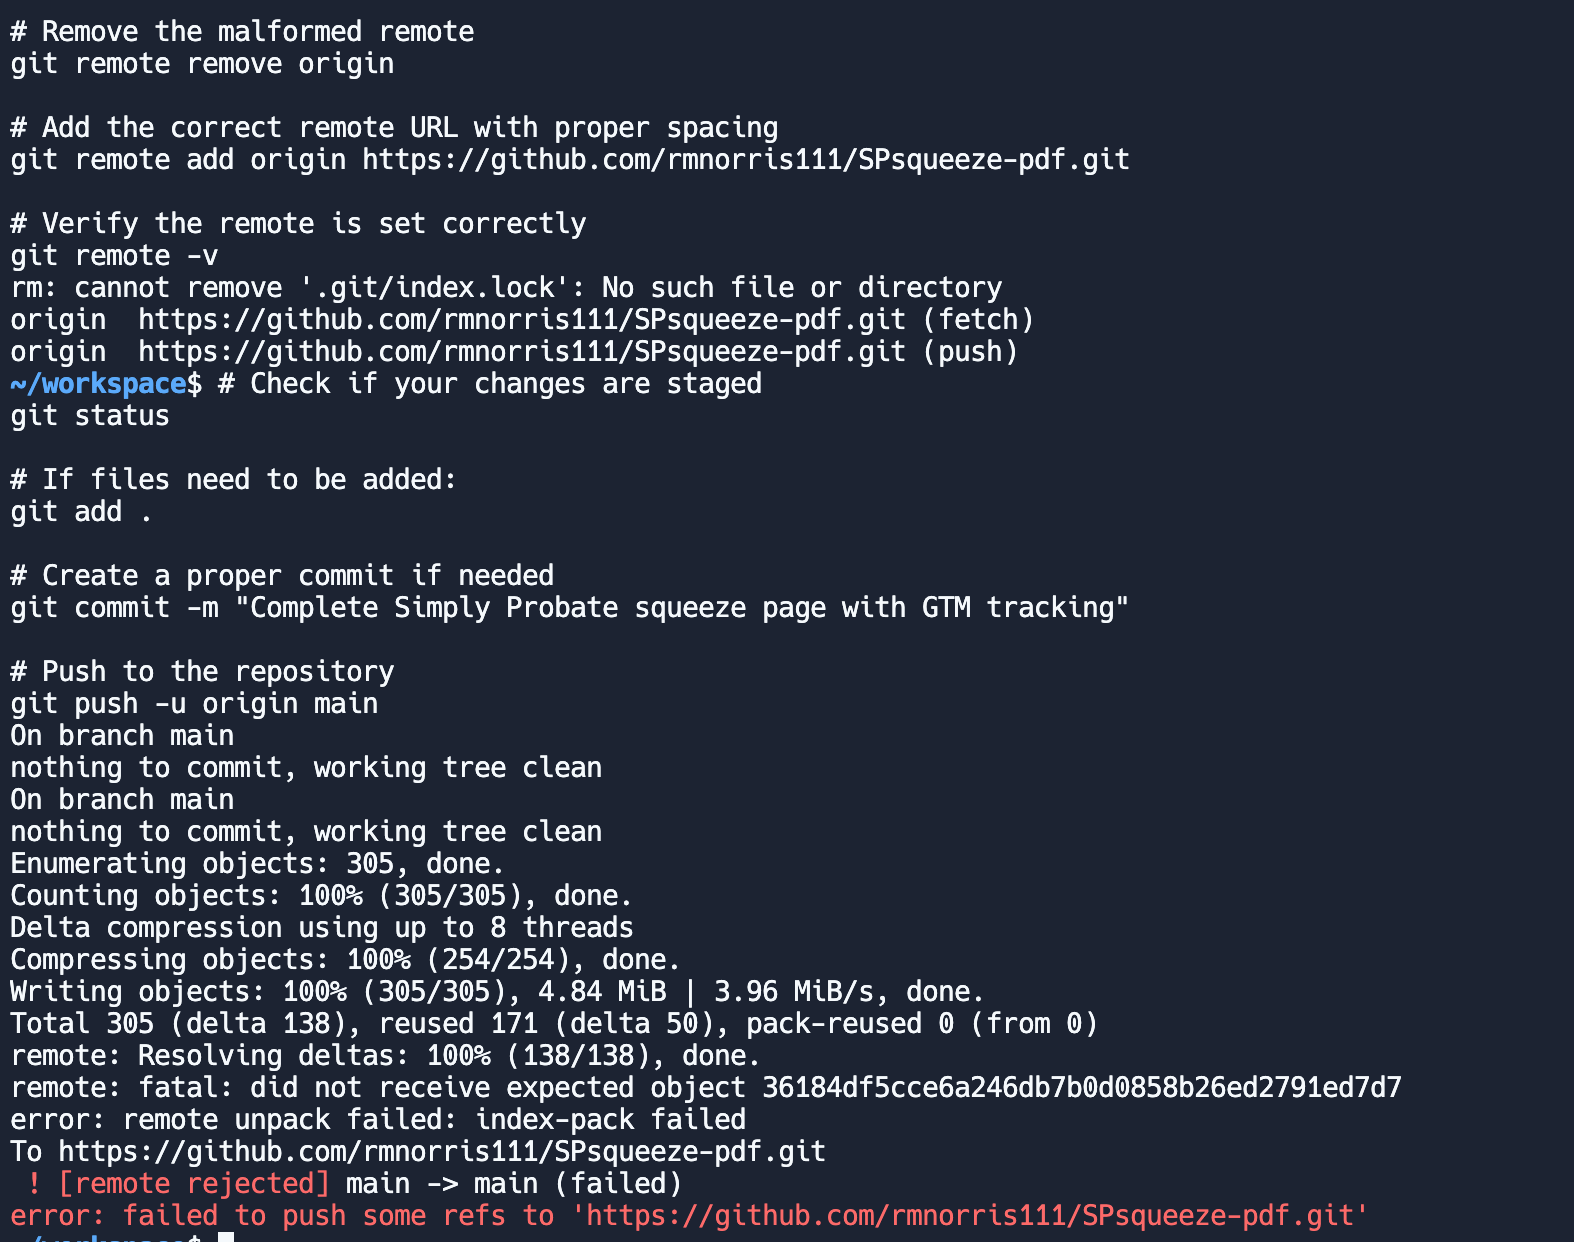 # Remove the malformed remote
git remote remove origin
# Add the correct remote URL with proper spacing
git remote add origin https://github.com/rmnorris111/SPsqueeze-pdf.git
# Verify the remote is set correctly
git remote -v
rm: cannot remove '.git/index.lock': No such file or directory
origin  https://github.com/rmnorris111/SPsqueeze-pdf.git (fetch)
origin  https://github.com/rmnorris111/SPsqueeze-pdf.git (push)
~/workspace$ # Check if your changes are staged
git status
# If files need to be added:
git add .
# Create a proper commit if needed
git commit -m "Complete Simply Probate squeeze page with GTM tracking"
# Push to the repository
git push -u origin main
On branch main
nothing to commit, working tree clean
On branch main
nothing to commit, working tree clean
Enumerating objects: 305, done.
Counting objects: 100% (305/305), done.
Delta compression using up to 8 threads
Compressing objects: 100% (254/254), done.
Writing objects: 100% (305/305), 4.84 MiB | 3.96 MiB/s, done.
Total 305 (delta 138), reused 171 (delta 50), pack-reused 0 (from 0)
remote: Resolving deltas: 100% (138/138), done.
remote: fatal: did not receive expected object 36184df5cce6a246db7b0d0858b26ed2791ed7d7
error: remote unpack failed: index-pack failed
To https://github.com/rmnorris111/SPsqueeze-pdf.git
 ! [remote rejected] main -> main (failed)
error: failed to push some refs to 'https://github.com/rmnorris111/SPsqueeze-pdf.git'
~/workspace$